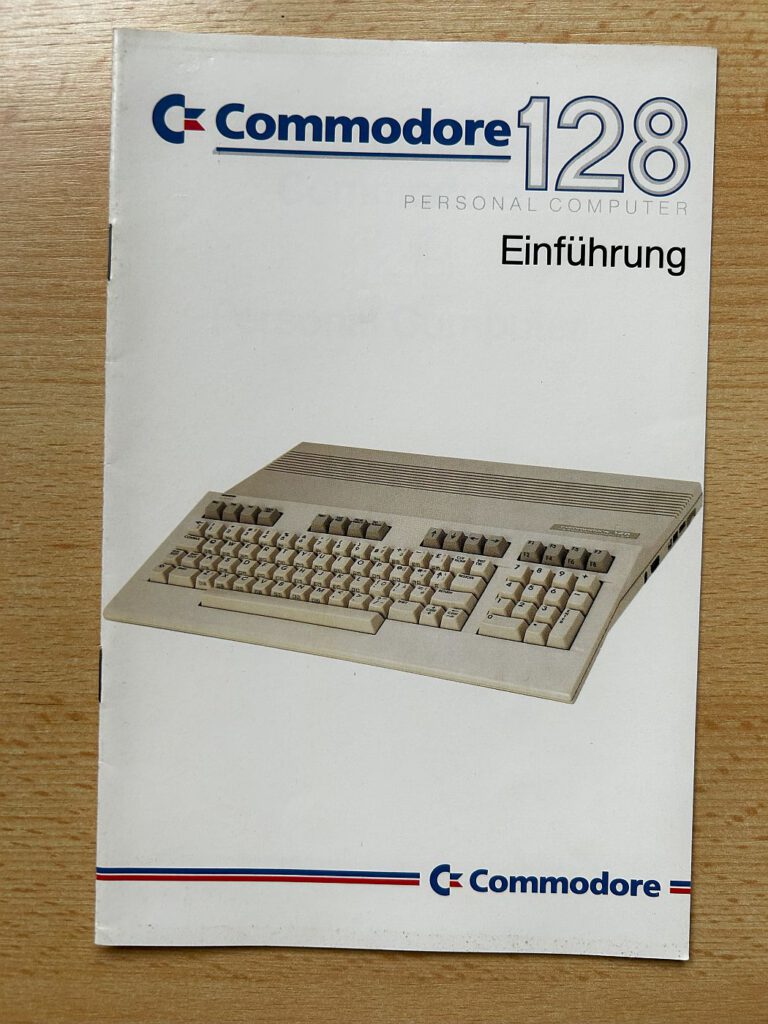 Commodore 128
PERSONAL COMPUTER
Einführung
Commodore